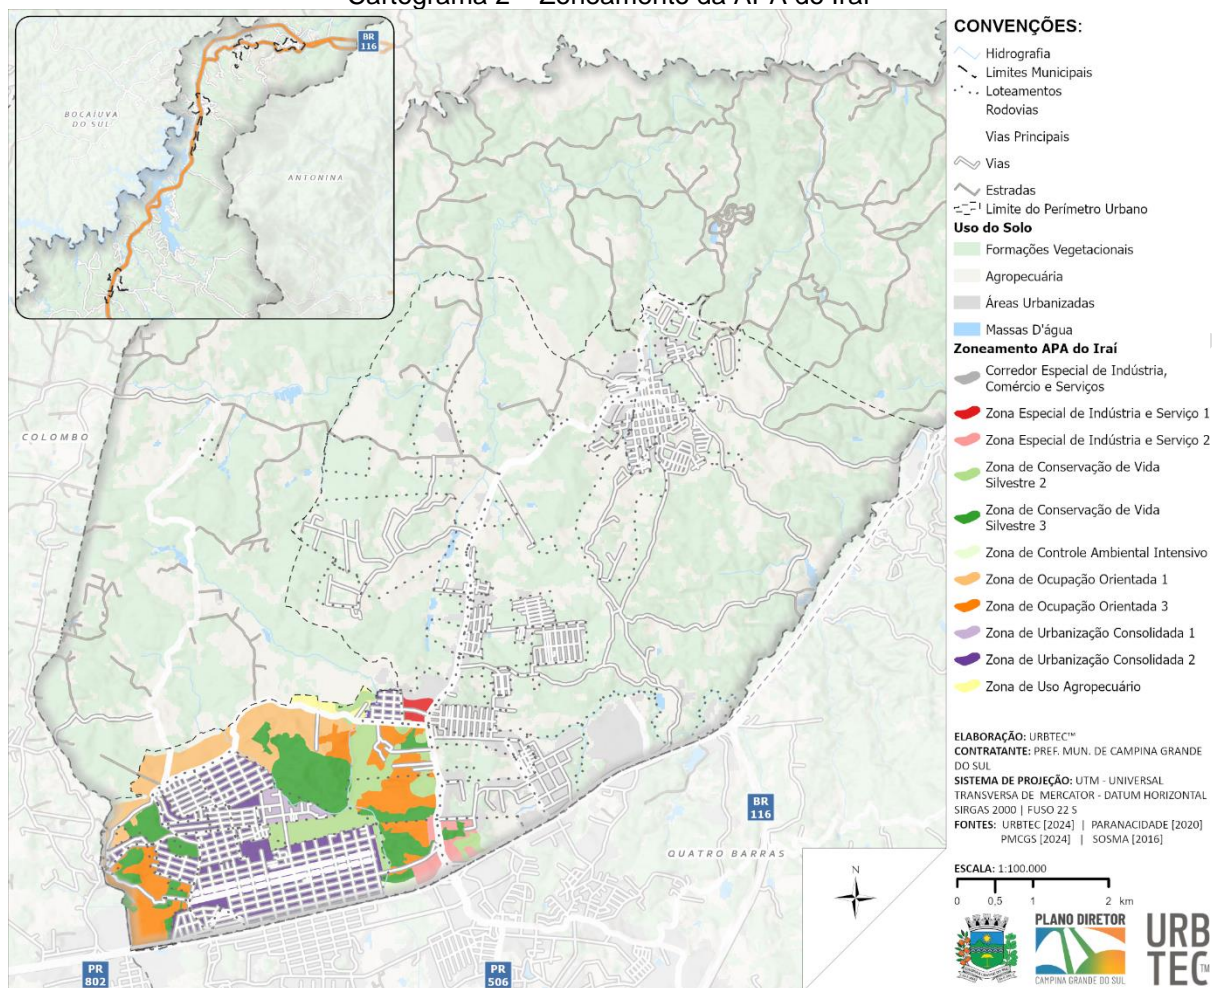 Cartograma 2 – Zoneamento da APA do Iraí
BR
116
BOCAIUVA
DO SUL
ANTONINA
COLOMBO
BR
116
QUATRO BARRAS
PR
802
PR
506
N
CONVENÇÕES:
Hidrografia
Limites Municipais
Loteamentos
Rodovias
Vias Principais
Vias
Estradas
Limite do Perímetro Urbano
Uso do Solo
Formações Vegetacionais
Agropecuária
Áreas Urbanizadas
Massas D'água
Zoneamento APA do Iraí
Corredor Especial de Indústria,
Comércio e Serviços
Zona Especial de Indústria e Serviço 1
Zona Especial de Indústria e Serviço 2
Zona de Conservação de Vida
Silvestre 2
Zona de Conservação de Vida
Silvestre 3
Zona de Controle Ambiental Intensivo
Zona de Ocupação Orientada 1
Zona de Ocupação Orientada 3
Zona de Urbanização Consolidada 1
Zona de Urbanização Consolidada 2
Zona de Uso Agropecuário
ELABORAÇÃO: URBTEC™
CONTRATANTE: PREF. MUN. DE CAMPINA GRANDE
DO SUL
SISTEMA DE PROJEÇÃO: UTM - UNIVERSAL
TRANSVERSA DE MERCATOR - DATUM HORIZONTAL
SIRGAS 2000 | FUSO 22 S
FONTES: URBTEC [2024] | PARANACIDADE [2020]
PMCGS [2024] | SOSMA [2016]
ESCALA: 1:100.000
0 0,5 1 2 km
PLANO DIRETOR
CAMPINA GRANDE DO SUL
URB
TEC™